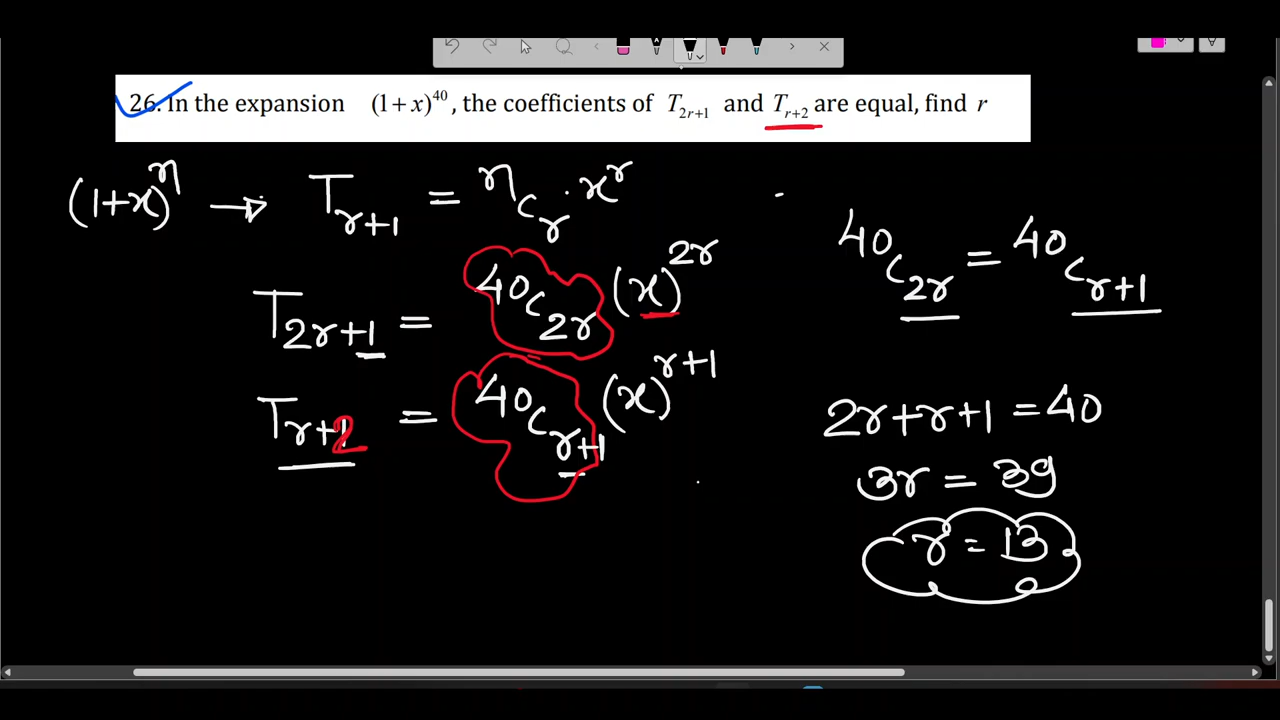 26. In the expansion (1 + x)^40, the coefficients of T_{2r+1} and T_{r+2} are equal, find r
(1+x)^n → T_{r+1} = ^nC_r · x^r
T_{2r+1} = ^40C_{2r} (x)^{2r}
T_{r+2} = ^40C_{r+1} (x)^{r+1}
^40C_{2r} = ^40C_{r+1}
2r+r+1 = 40
3r = 39
r = 13